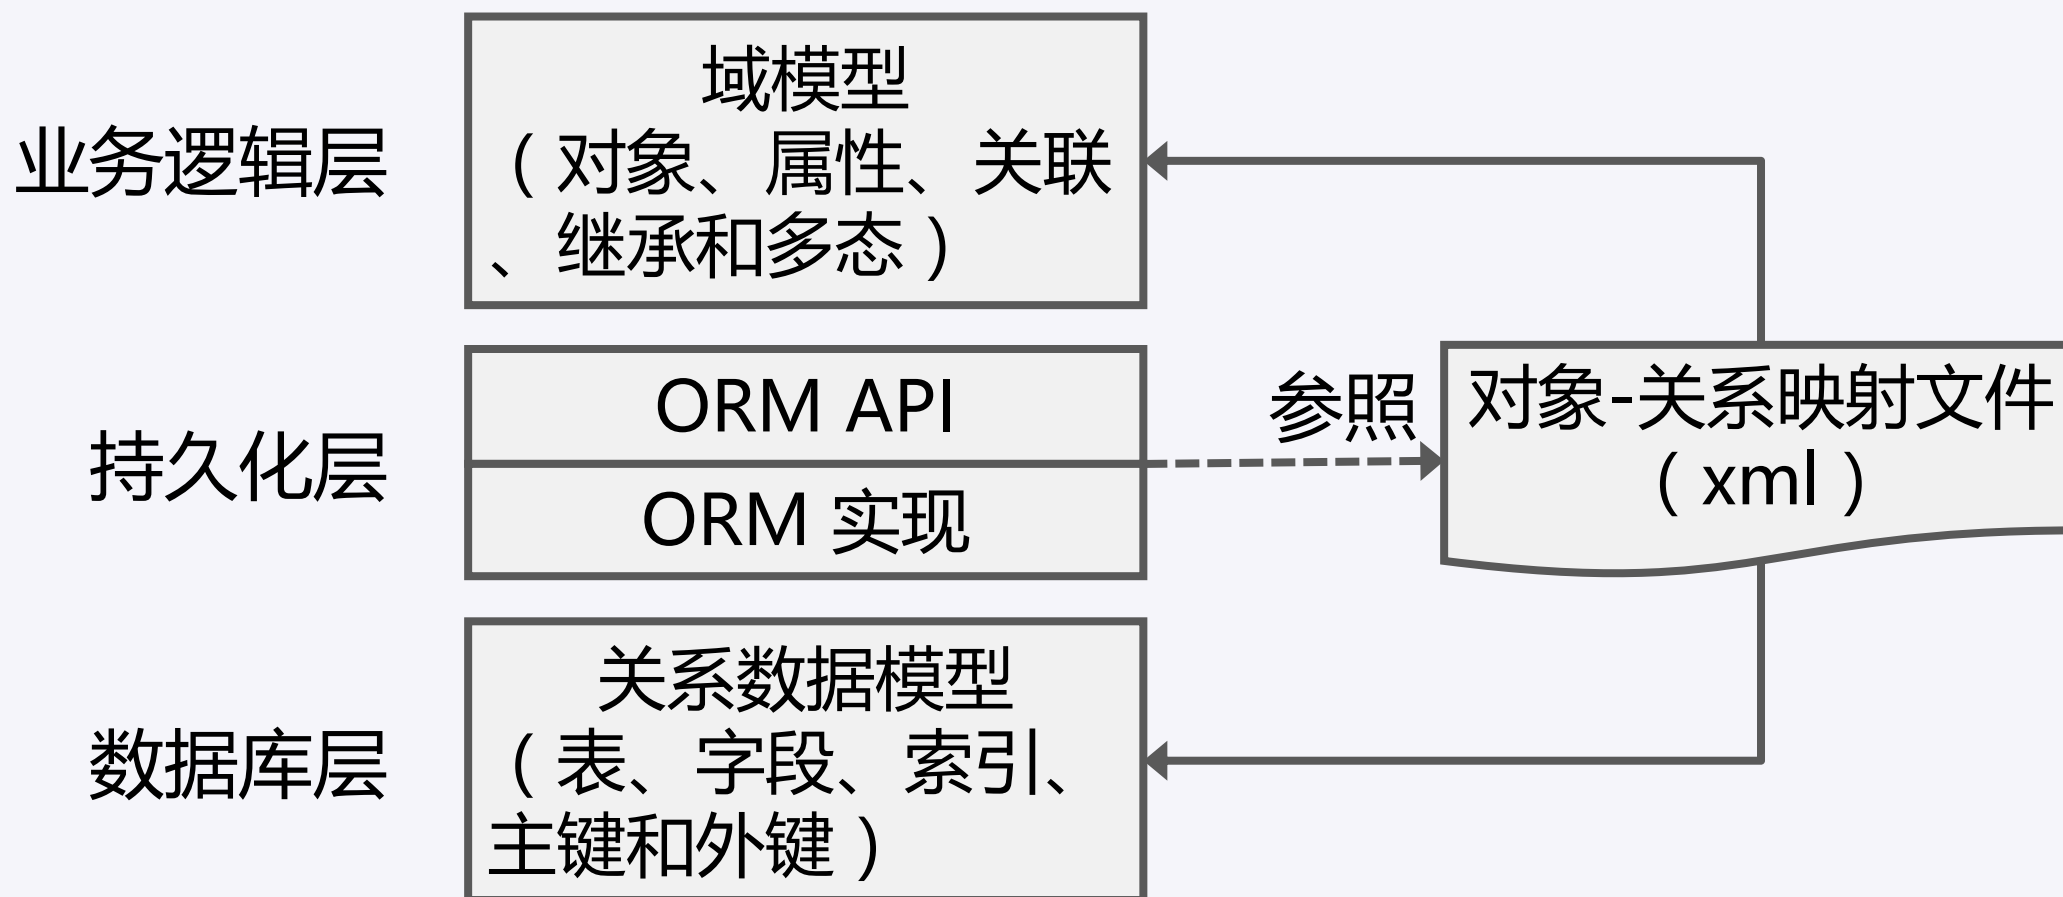 业务逻辑层
域模型
（对象、属性、关联
、继承和多态）
持久化层
ORM API
ORM 实现
参照
对象-关系映射文件
（xml）
数据库层
关系数据模型
（表、字段、索引、
主键和外键）